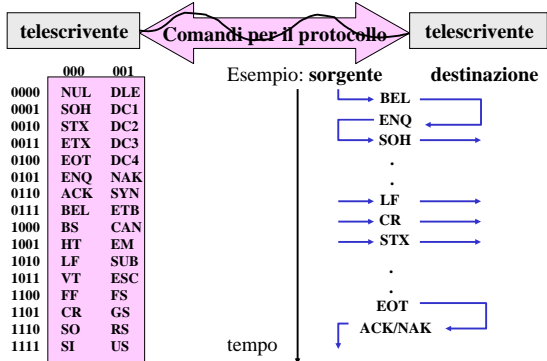 telescrivente Comandi per il protocollo telescrivente
000 001
0000 NUL DLE
0001 SOH DC1
0010 STX DC2
0011 ETX DC3
0100 EOT DC4
0101 ENQ NAK
0110 ACK SYN
0111 BEL ETB
1000 BS CAN
1001 HT EM
1010 LF SUB
1011 VT ESC
1100 FF FS
1101 CR GS
1110 SO RS
1111 SI US
Esempio: sorgente destinazione
BEL
ENQ
SOH
.
.
LF
CR
STX
.
.
EOT
ACK/NAK
tempo